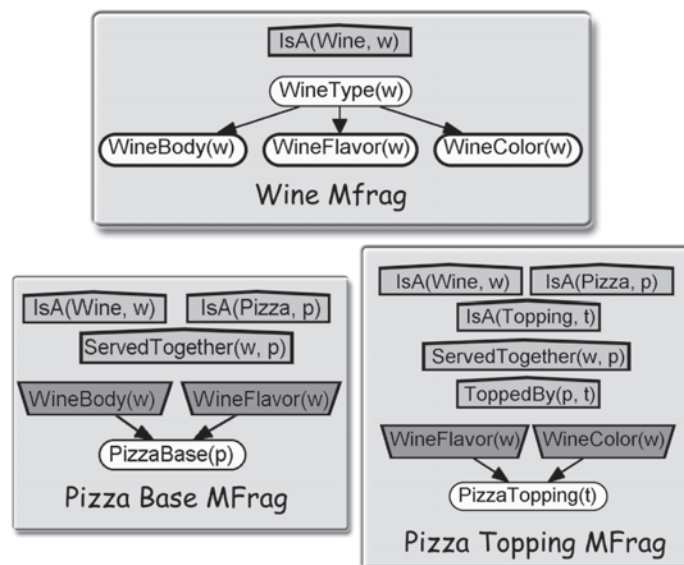 IsA(Wine, w)
WineType(w)
WineBody(w) WineFlavor(w) WineColor(w)
Wine Mfrag
IsA(Wine, w) IsA(Pizza, p)
ServedTogether(w, p)
WineBody(w) WineFlavor(w)
PizzaBase(p)
Pizza Base MFrag
IsA(Wine, w) IsA(Pizza, p)
IsA(Topping, t)
ServedTogether(w, p)
ToppedBy(p, t)
WineFlavor(w) WineColor(w)
PizzaTopping(t)
Pizza Topping MFrag